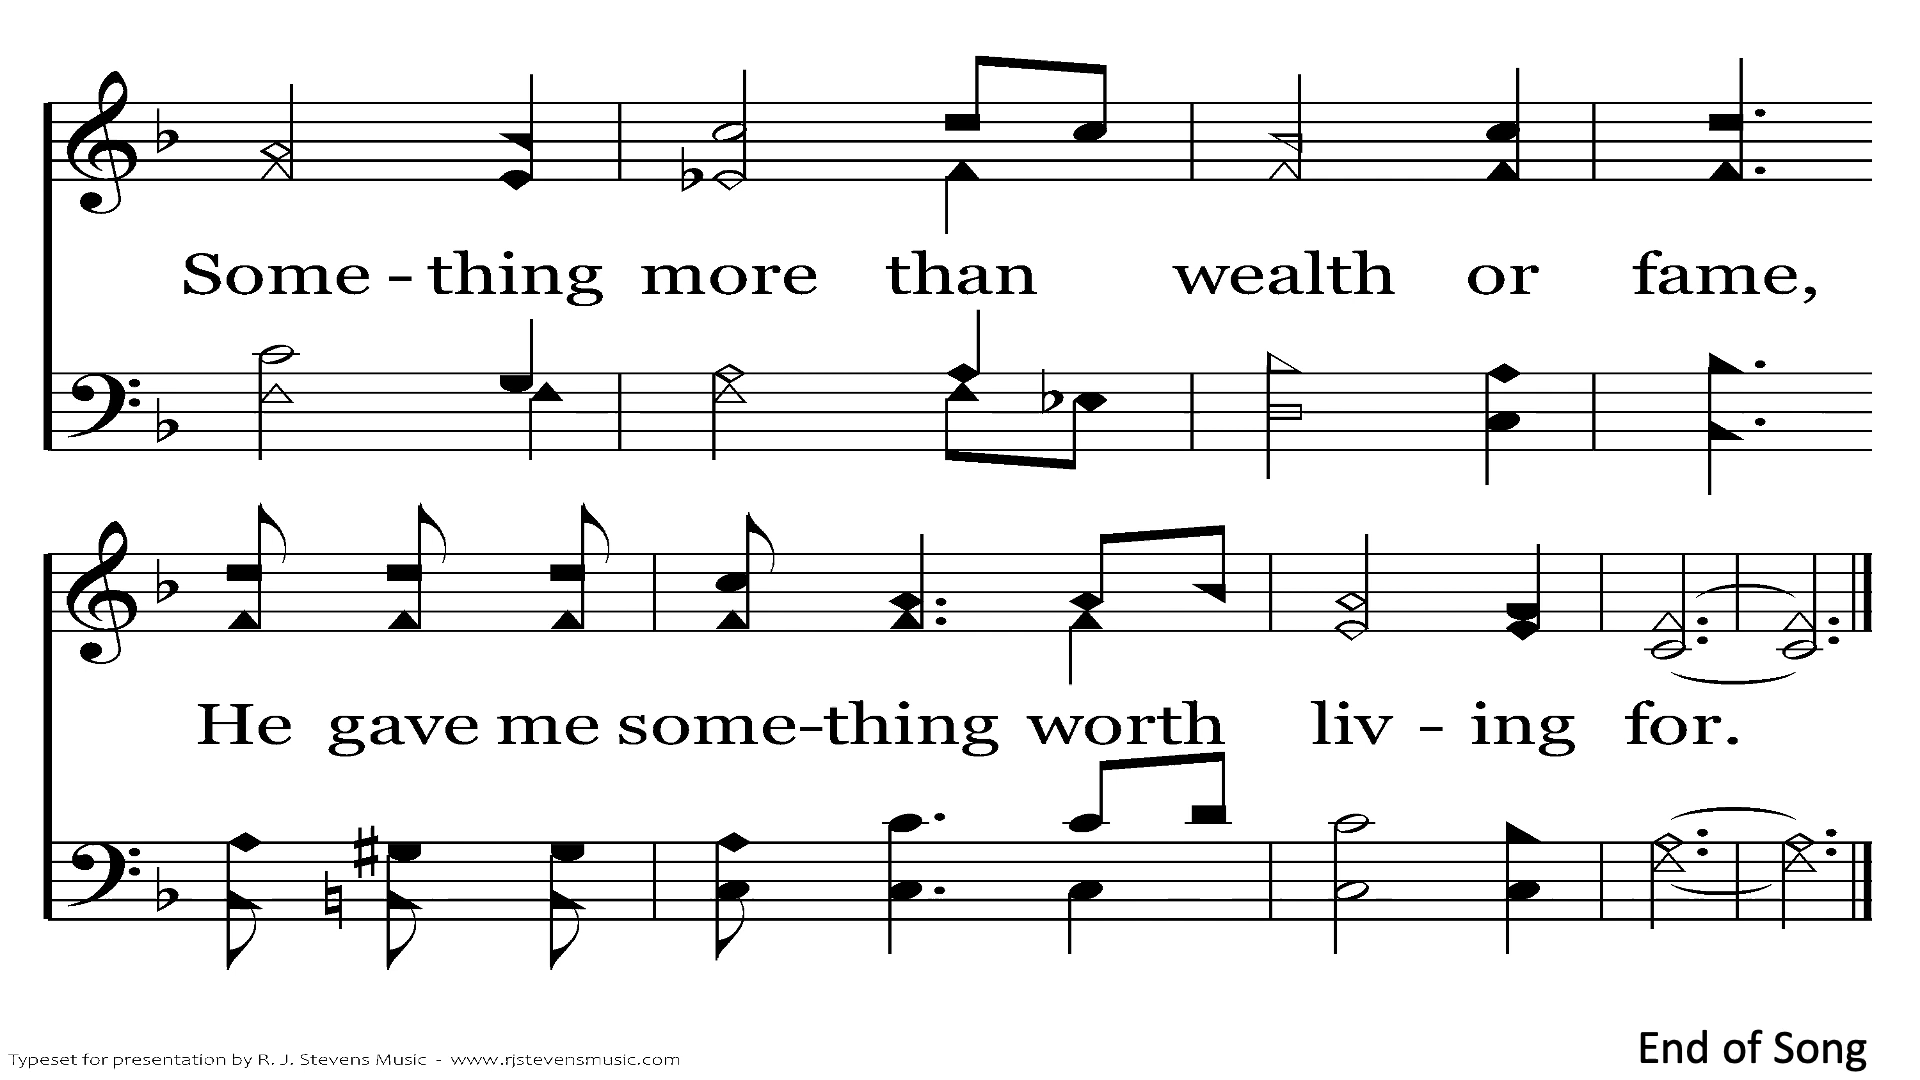 Some - thing more than wealth or fame,
He gave me some-thing worth liv - ing for.
End of Song
Typeset for presentation by R. J. Stevens Music - www.rjstevensmusic.com